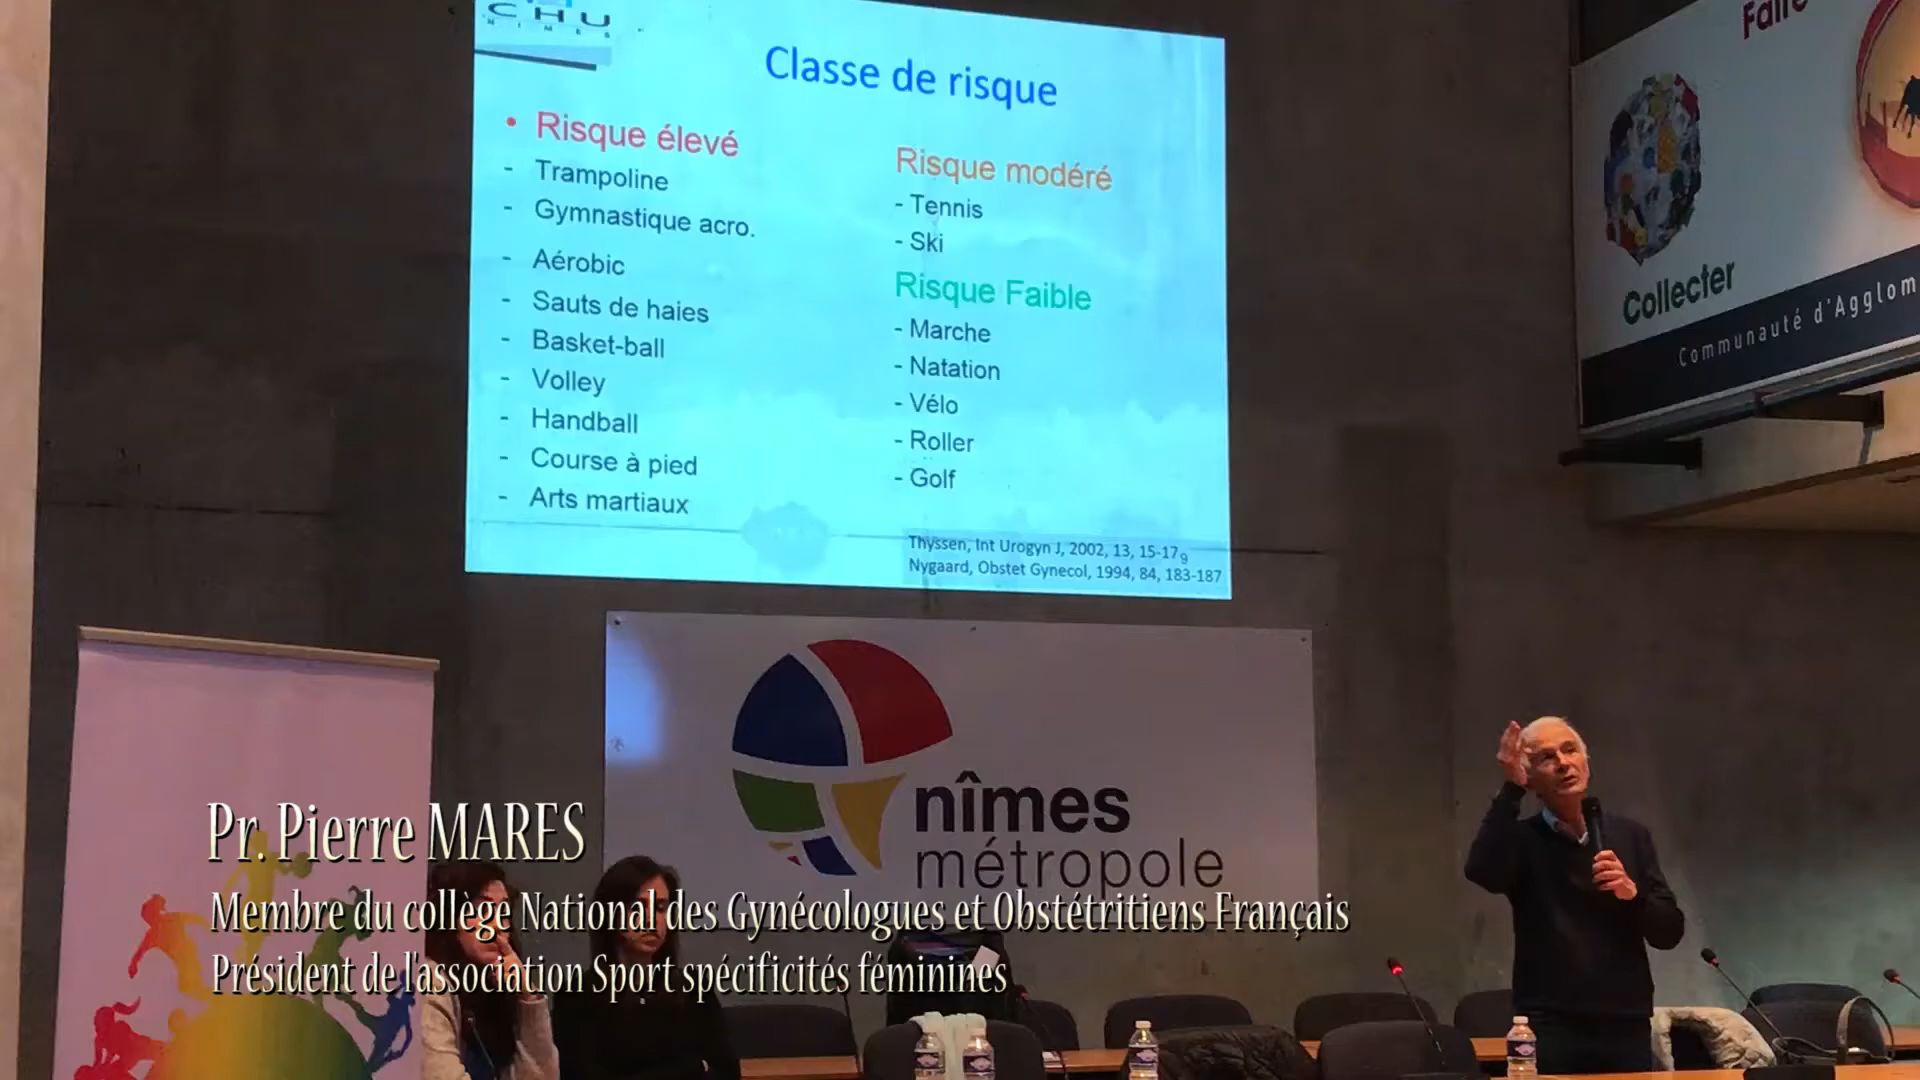 CHU
NIMES
Classe de risque
• Risque élevé
- Trampoline
- Gymnastique acro.
- Aérobic
- Sauts de haies
- Basket-ball
- Volley
- Handball
- Course à pied
- Arts martiaux
Risque modéré
- Tennis
- Ski
Risque Faible
- Marche
- Natation
- Vélo
- Roller
- Golf
Thyssen, Int Urogyn J, 2002, 13, 15-17
9
Nygaard, Obstet Gynecol, 1994, 84, 183-187
Faire
Collecter
Communauté d'Agglom
nîmes
métropole
Pr. Pierre MARES
Membre du collège National des Gynécologues et Obstétritiens Français
Président de l'association Sport spécificités féminines